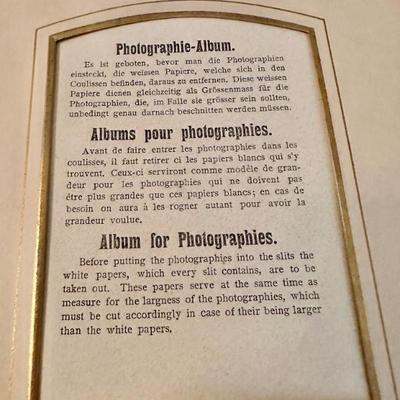 Photographie-Album.
Es ist geboten, bevor man die Photographien
einsteckt, die weissen Papiere, welche sich in den
Coulissen befinden, daraus zu entfernen. Diese weissen
Papiere dienen gleichzeitig als Grössenmass für die
Photographien, die, im Falle sie grösser sein sollten,
unbedingt genau darnach beschnitten werden müssen.
Albums pour photographies.
Avant de faire entrer les photographies dans les
coulisses, il faut retirer ci les papiers blancs qui s'y
trouvent. Ceux-ci serviront comme modèle de gran-
deur pour les photographies qui ne doivent pas
être plus grandes que ces papiers blancs; en cas de
besoin on aura à les rogner autant pour avoir la
grandeur voulue.
Album for Photographies.
Before putting the photographies into the slits the
white papers, which every slit contains, are to be
taken out. These papers serve at the same time as
measure for the largness of the photographies, which
must be cut accordingly in case of their being larger
than the white papers.